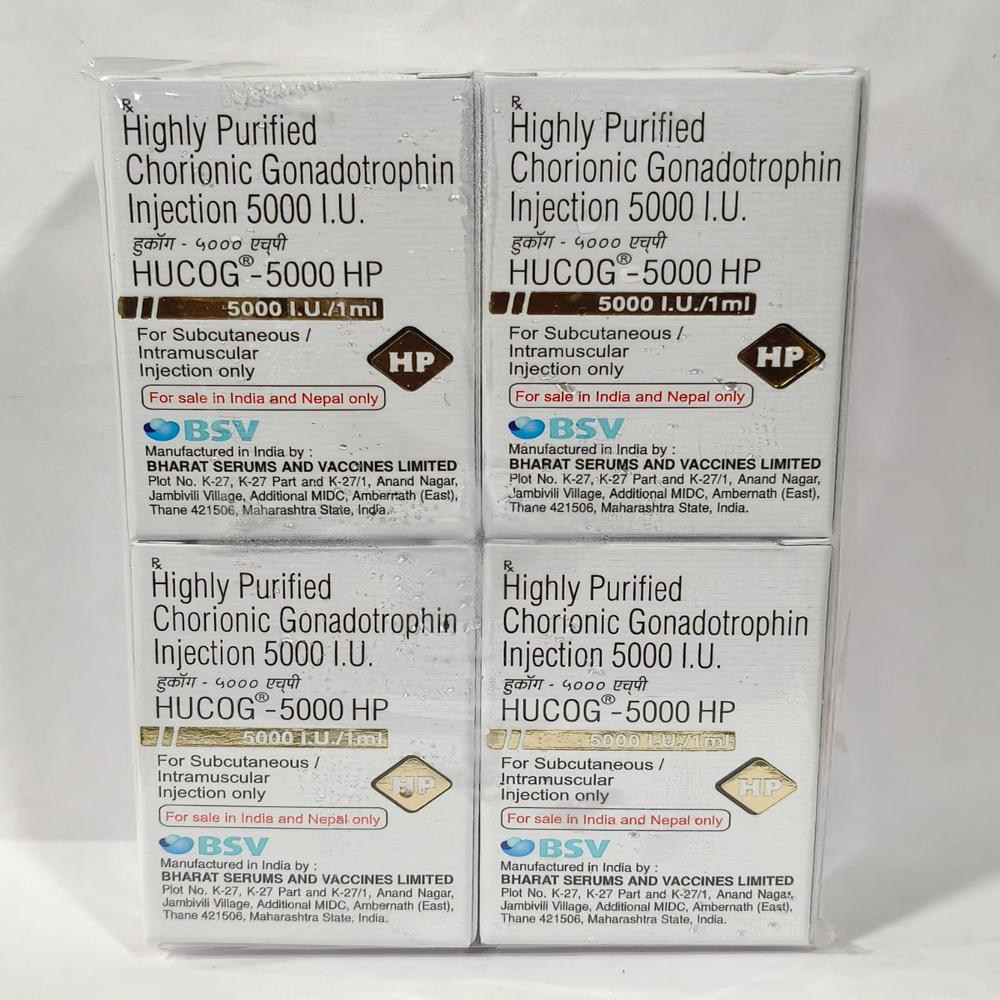 Rx
Highly Purified
Chorionic Gonadotrophin
Injection 5000 I.U.
हुकॉग - ५००० एच्पी
HUCOG®-5000 HP
5000 I.U./1ml
For Subcutaneous /
Intramuscular
Injection only
HP
For sale in India and Nepal only
BSV
Manufactured in India by :
BHARAT SERUMS AND VACCINES LIMITED
Plot No. K-27, K-27 Part and K-27/1, Anand Nagar,
Jambivili Village, Additional MIDC, Ambernath (East),
Thane 421506, Maharashtra State, India.
Rx
Highly Purified
Chorionic Gonadotrophin
Injection 5000 I.U.
हुकॉग - ५००० एच्पी
HUCOG®-5000 HP
5000 I.U./1ml
For Subcutaneous /
Intramuscular
Injection only
HP
For sale in India and Nepal only
BSV
Manufactured in India by :
BHARAT SERUMS AND VACCINES LIMITED
Plot No. K-27, K-27 Part and K-27/1, Anand Nagar,
Jambivili Village, Additional MIDC, Ambernath (East),
Thane 421506, Maharashtra State, India.
Rx
Highly Purified
Chorionic Gonadotrophin
Injection 5000 I.U.
हुकॉग - ५००० एच्पी
HUCOG®-5000 HP
5000 I.U./1ml
For Subcutaneous /
Intramuscular
Injection only
HP
For sale in India and Nepal only
BSV
Manufactured in India by :
BHARAT SERUMS AND VACCINES LIMITED
Plot No. K-27, K-27 Part and K-27/1, Anand Nagar,
Jambivili Village, Additional MIDC, Ambernath (East),
Thane 421506, Maharashtra State, India.
Rx
Highly Purified
Chorionic Gonadotrophin
Injection 5000 I.U.
हुकॉग - ५००० एच्पी
HUCOG®-5000 HP
5000 I.U./1ml
For Subcutaneous /
Intramuscular
Injection only
HP
For sale in India and Nepal only
BSV
Manufactured in India by :
BHARAT SERUMS AND VACCINES LIMITED
Plot No. K-27, K-27 Part and K-27/1, Anand Nagar,
Jambivili Village, Additional MIDC, Ambernath (East),
Thane 421506, Maharashtra State, India.